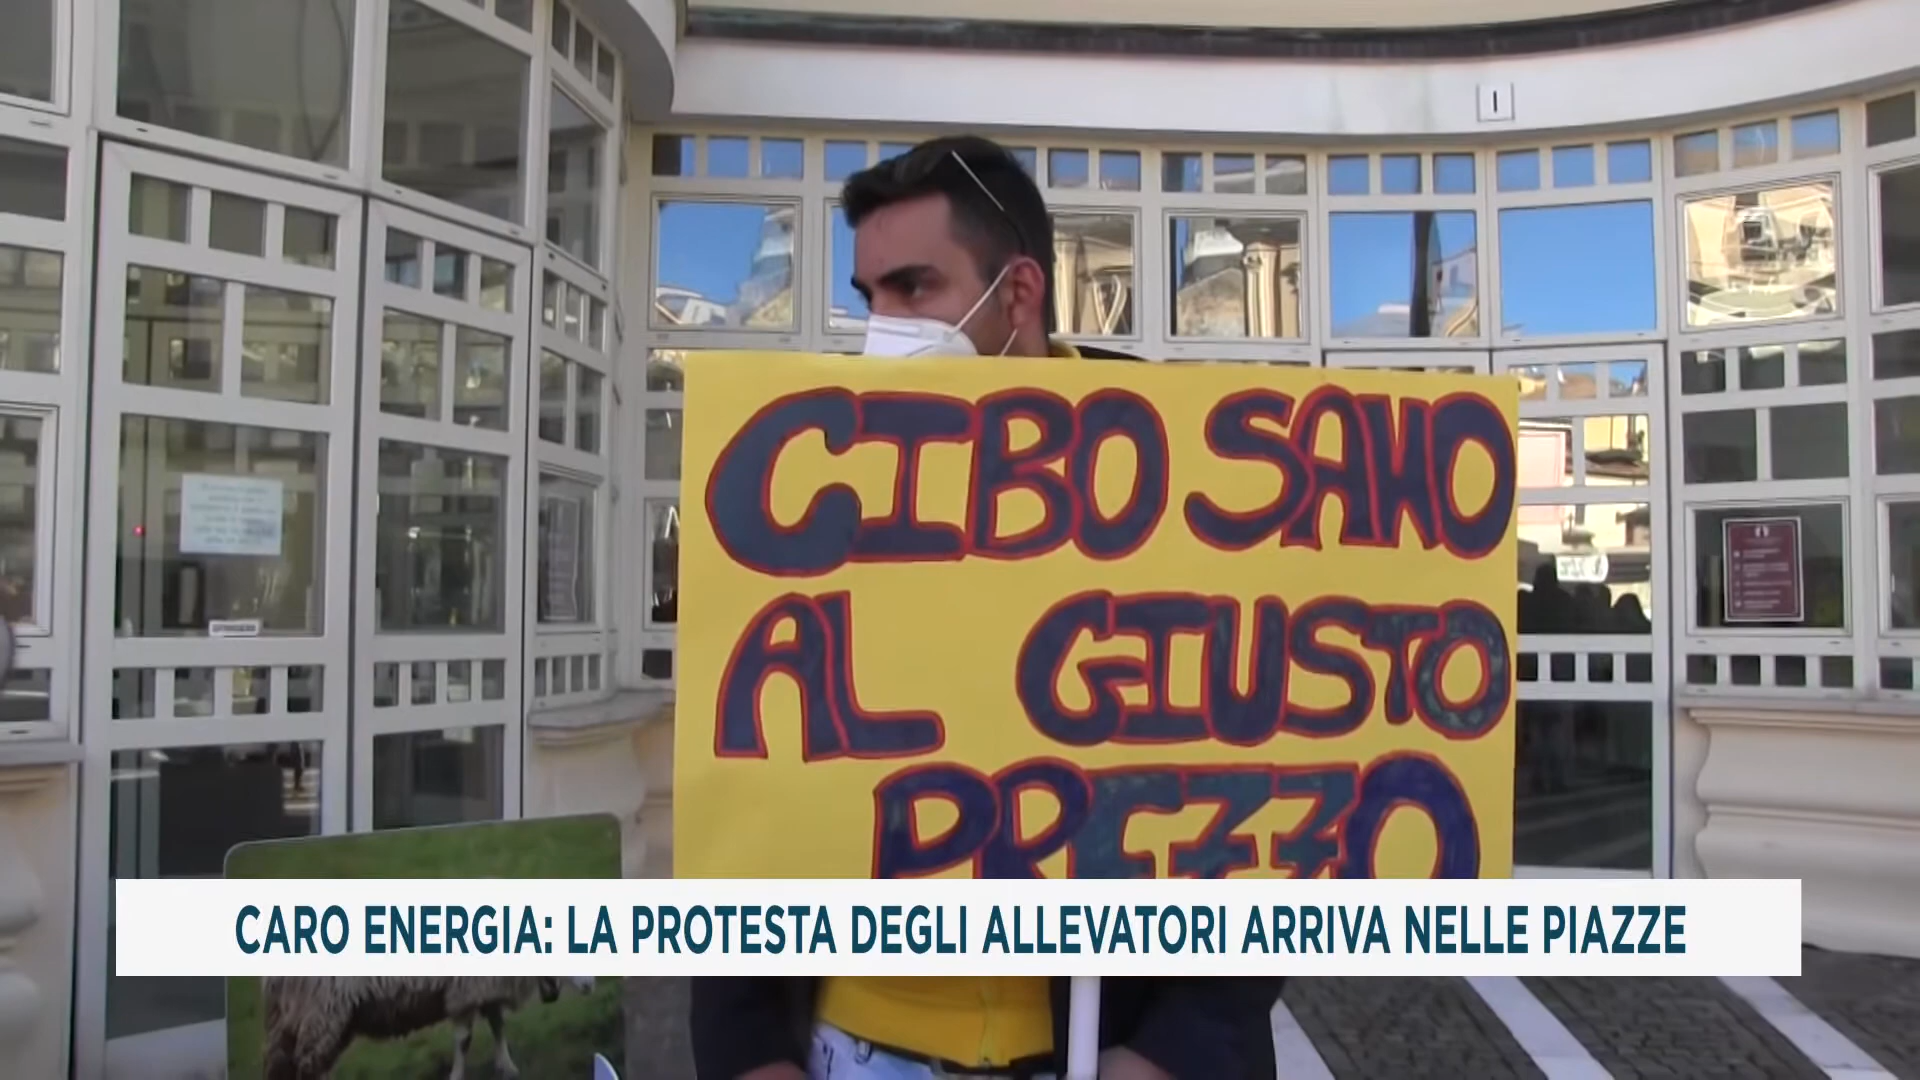 I
CIBO SANO
AL GIUSTO
PREZZO
CARO ENERGIA: LA PROTESTA DEGLI ALLEVATORI ARRIVA NELLE PIAZZE